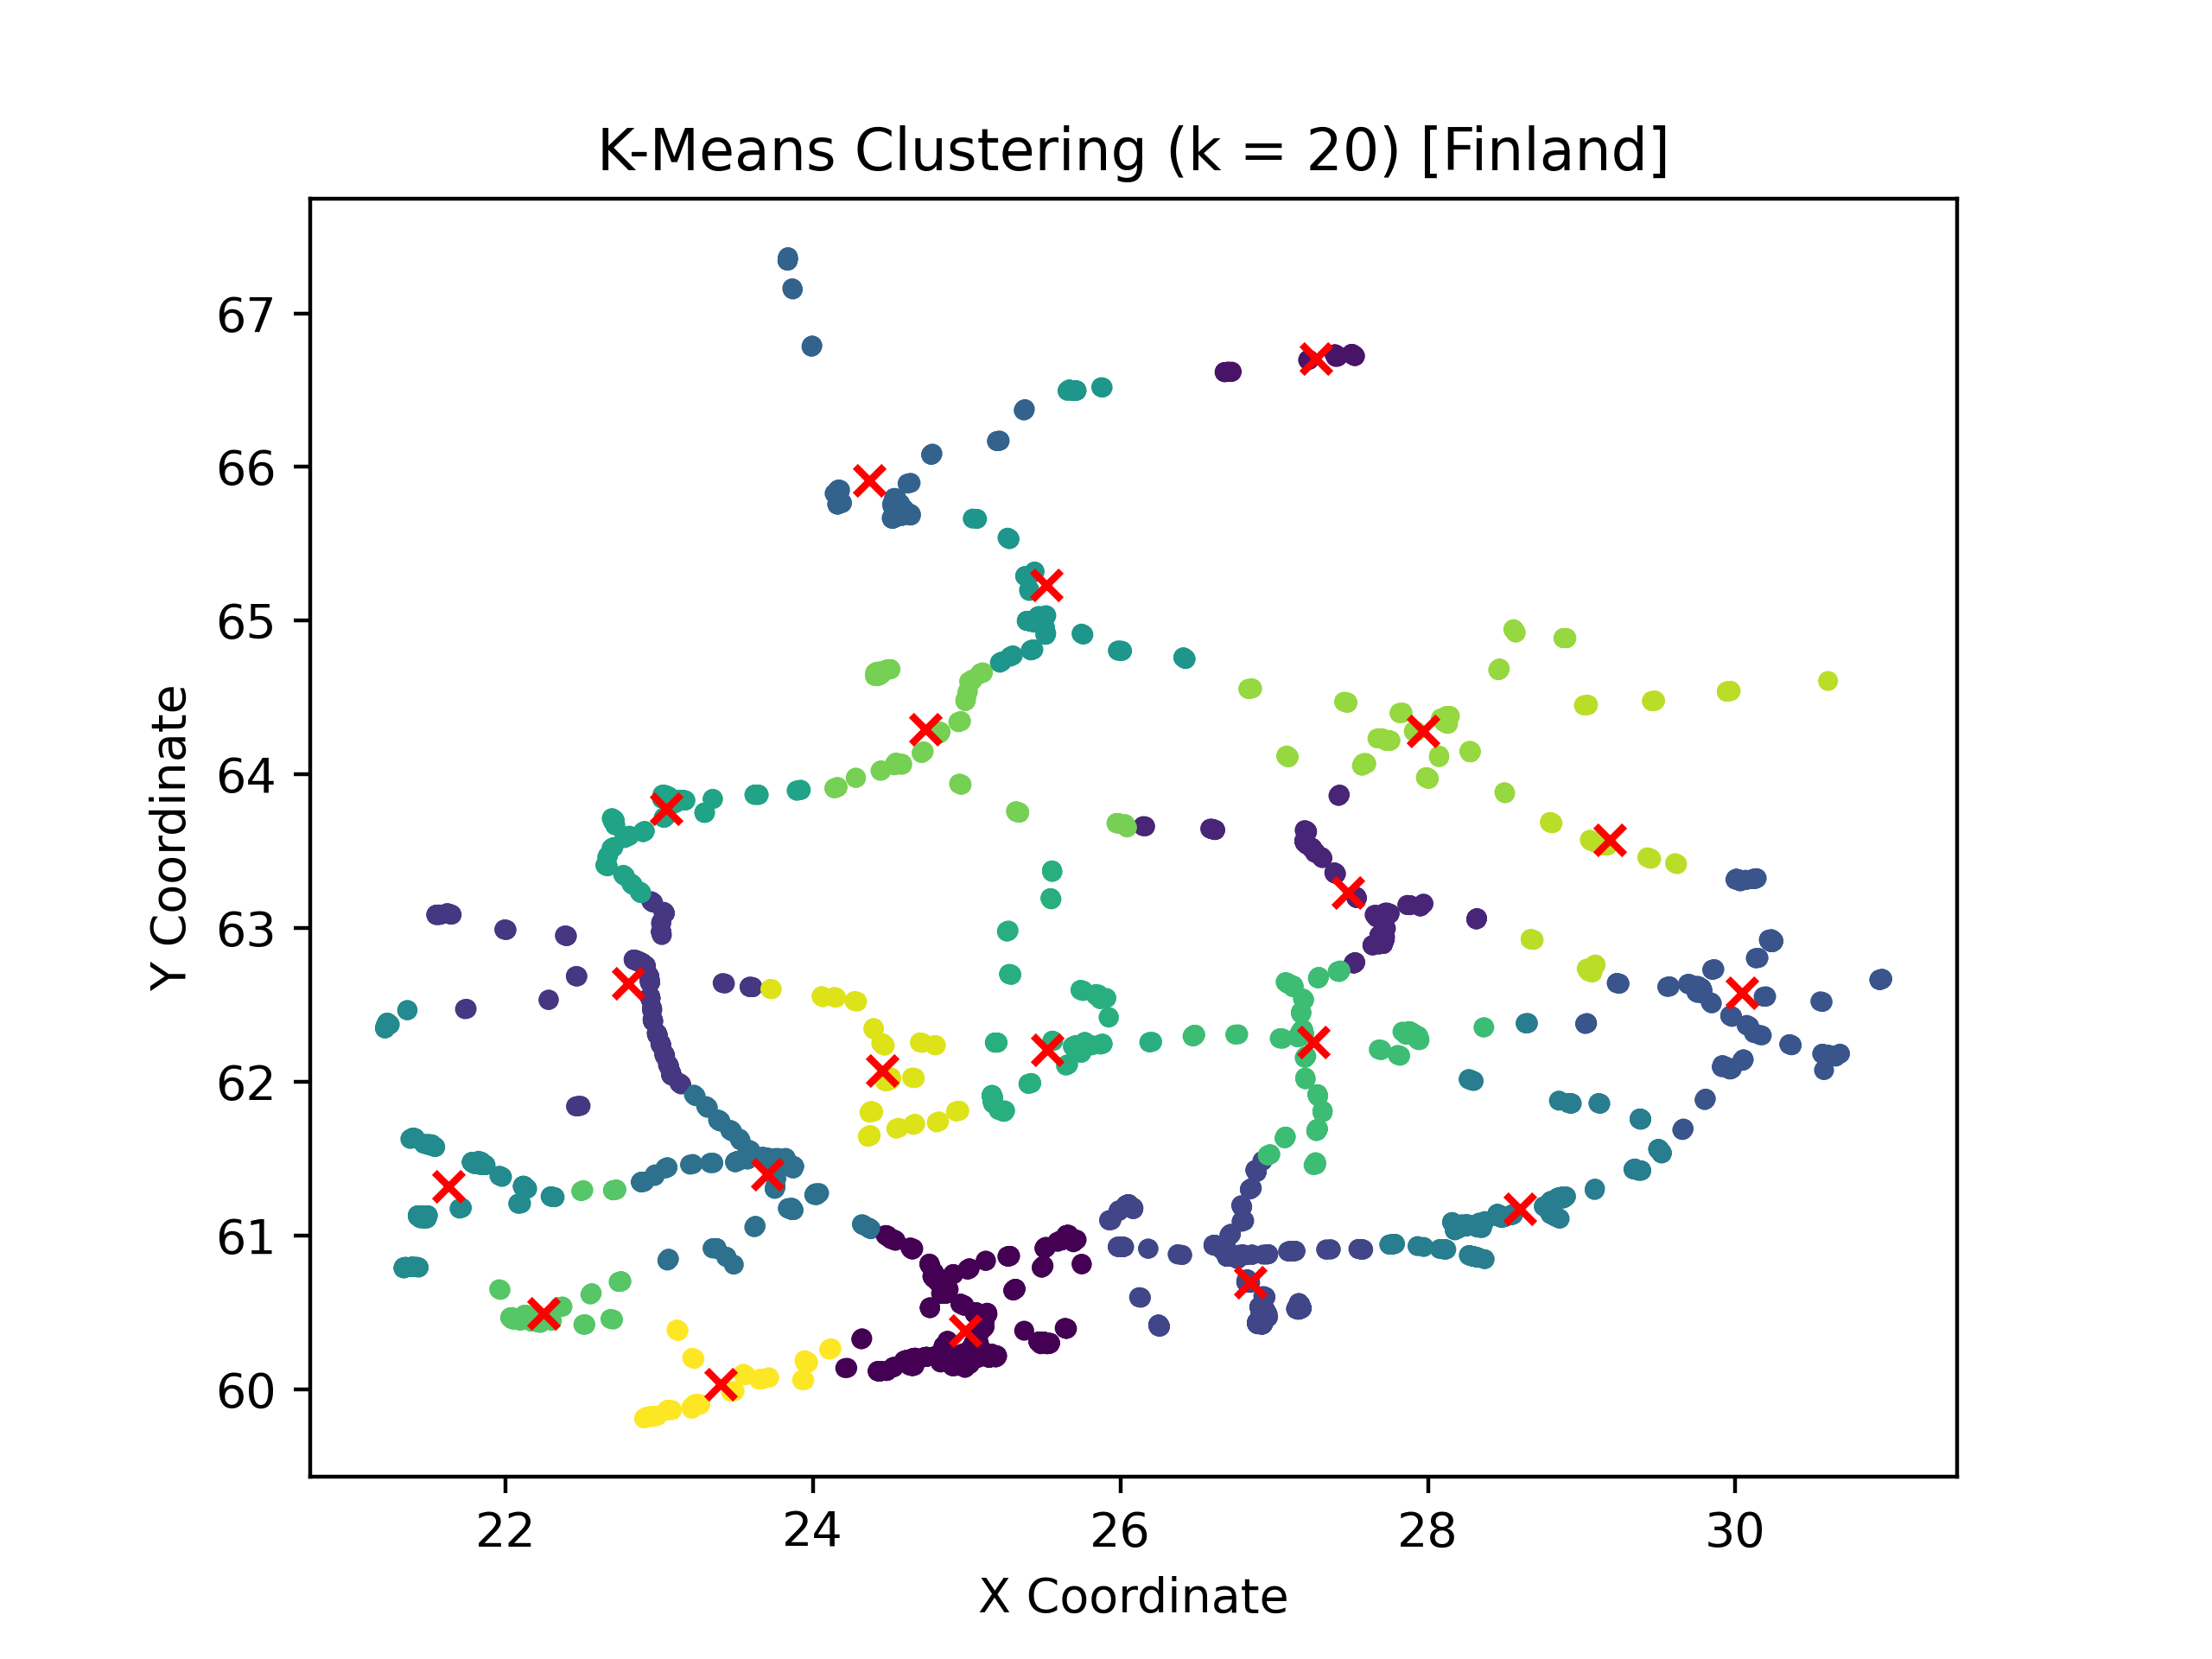 K-Means Clustering (k = 20) [Finland]
67
66
65
64
63
62
61
60
Y Coordinate
22 24 26 28 30
X Coordinate